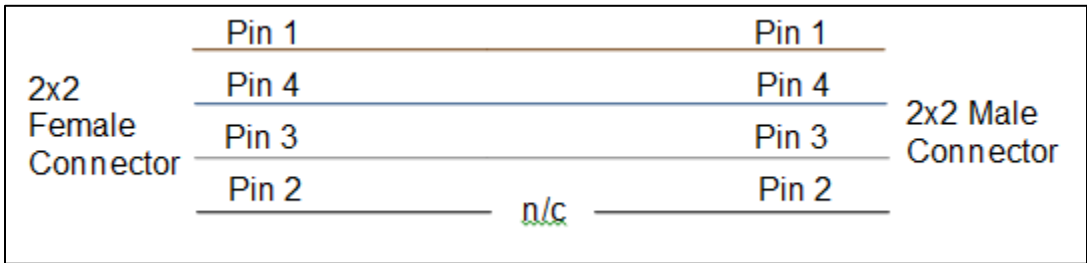 Pin 1 Pin 1
2x2
Female
Connector
Pin 4 Pin 4
Pin 3 Pin 3
Pin 2 Pin 2
n/c
2x2 Male
Connector